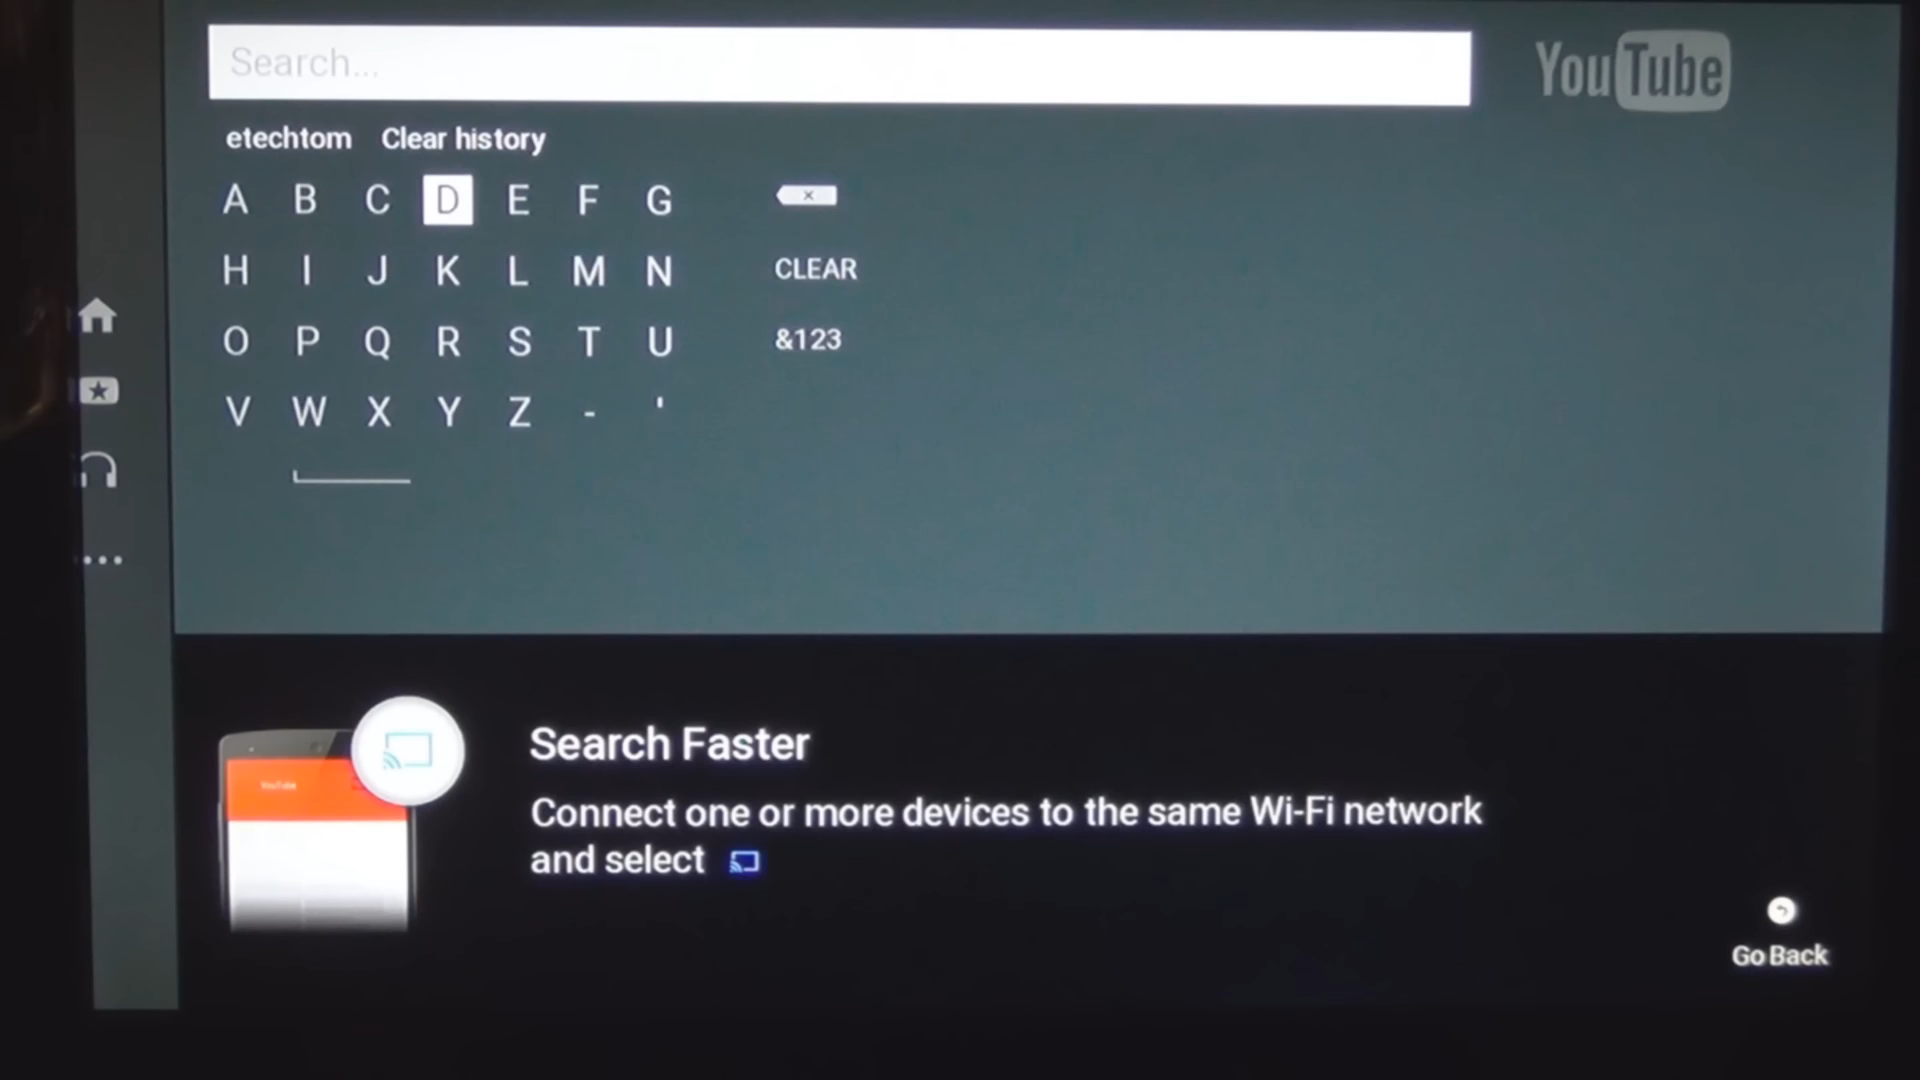 Search...
YouTube
etechtom Clear history
A B C D E F G
H I J K L M N CLEAR
O P Q R S T U &123
V W X Y Z - '
YouTube
Search Faster
Connect one or more devices to the same Wi-Fi network
and select
Go Back